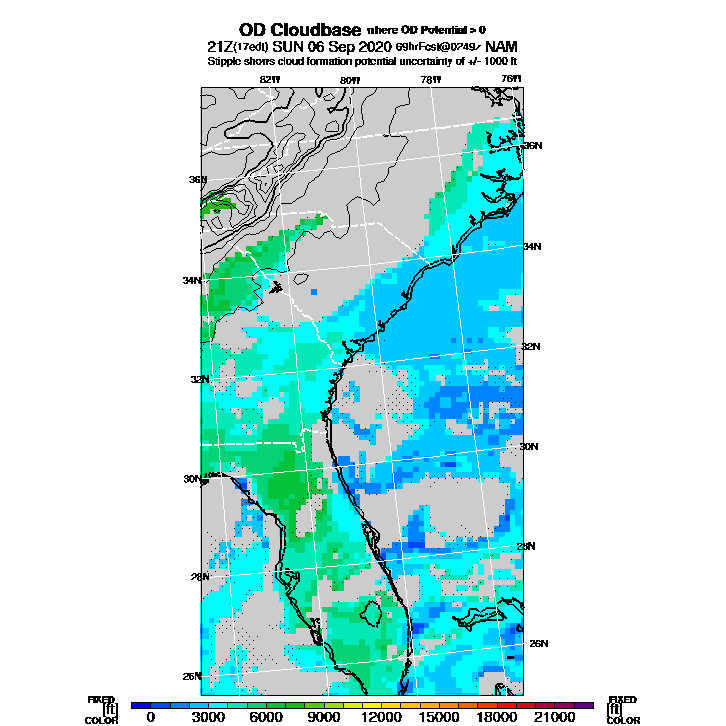 OD Cloudbase where OD Potential > 0
21Z(17edt) SUN 06 Sep 2020 69hrFcst@0249z NAM
Stipple shows cloud formation potential uncertainty of +/- 1000 ft
82W 80W 78W 76W
36N
36N
34N
34N
32N
32N
30N
30N
28N
28N
26N
26N
FIXED FIXED
[ft] [ft]
COLOR COLOR
0 3000 6000 9000 12000 15000 18000 21000